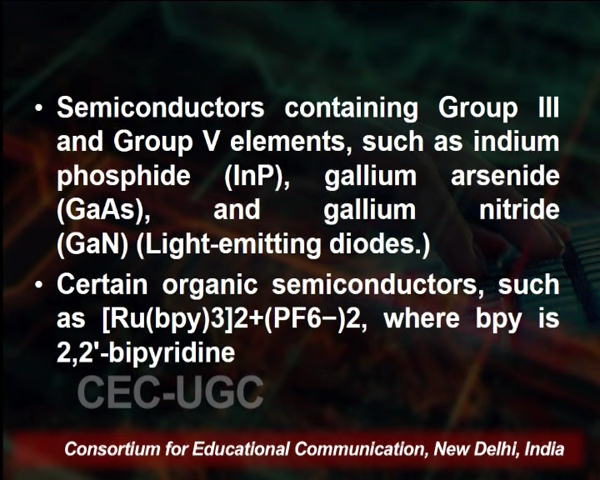 • Semiconductors containing Group III
and Group V elements, such as indium
phosphide (InP), gallium arsenide
(GaAs), and gallium nitride
(GaN) (Light-emitting diodes.)
• Certain organic semiconductors, such
as [Ru(bpy)3]2+(PF6−)2, where bpy is
2,2'-bipyridine
CEC-UGC
Consortium for Educational Communication, New Delhi, India